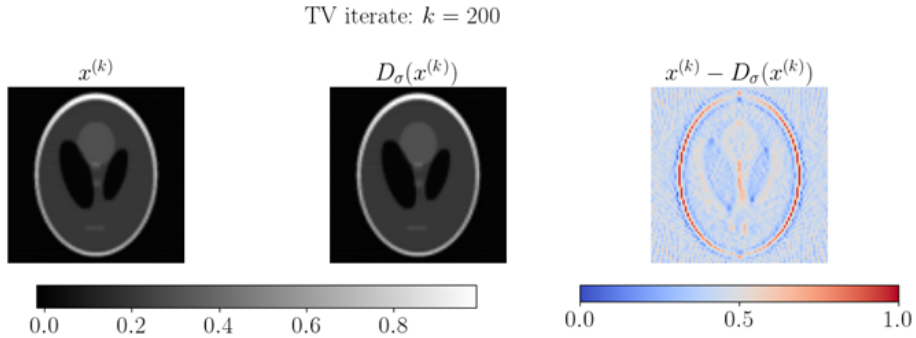 TV iterate: k = 200
x^{(k)}
D_σ(x^{(k)})
x^{(k)} − D_σ(x^{(k)})
0.0 0.2 0.4 0.6 0.8
0.0 0.5 1.0